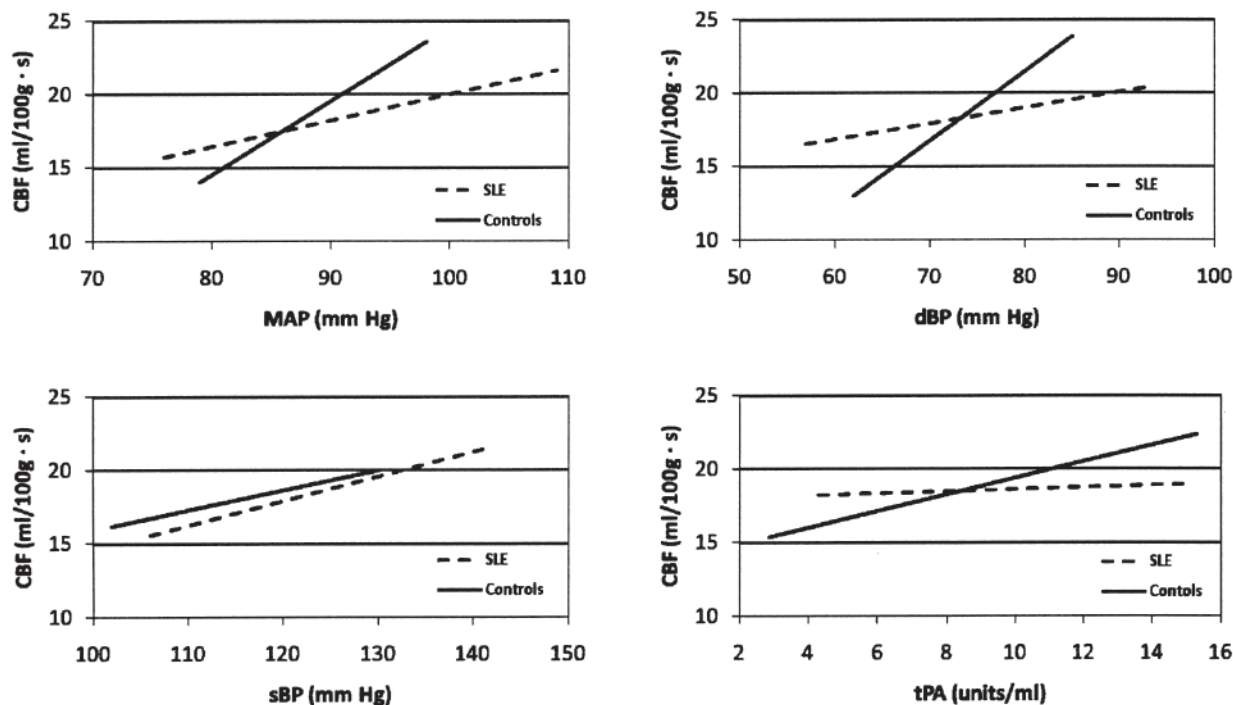 25
20
15
10
CBF (ml/100g · s)
SLE
Controls
70 80 90 100 110
MAP (mm Hg)
25
20
15
10
CBF (ml/100g · s)
SLE
Controls
50 60 70 80 90 100
dBP (mm Hg)
25
20
15
10
CBF (ml/100g · s)
SLE
Controls
100 110 120 130 140 150
sBP (mm Hg)
25
20
15
10
CBF (ml/100g · s)
SLE
Contols
2 4 6 8 10 12 14 16
tPA (units/ml)